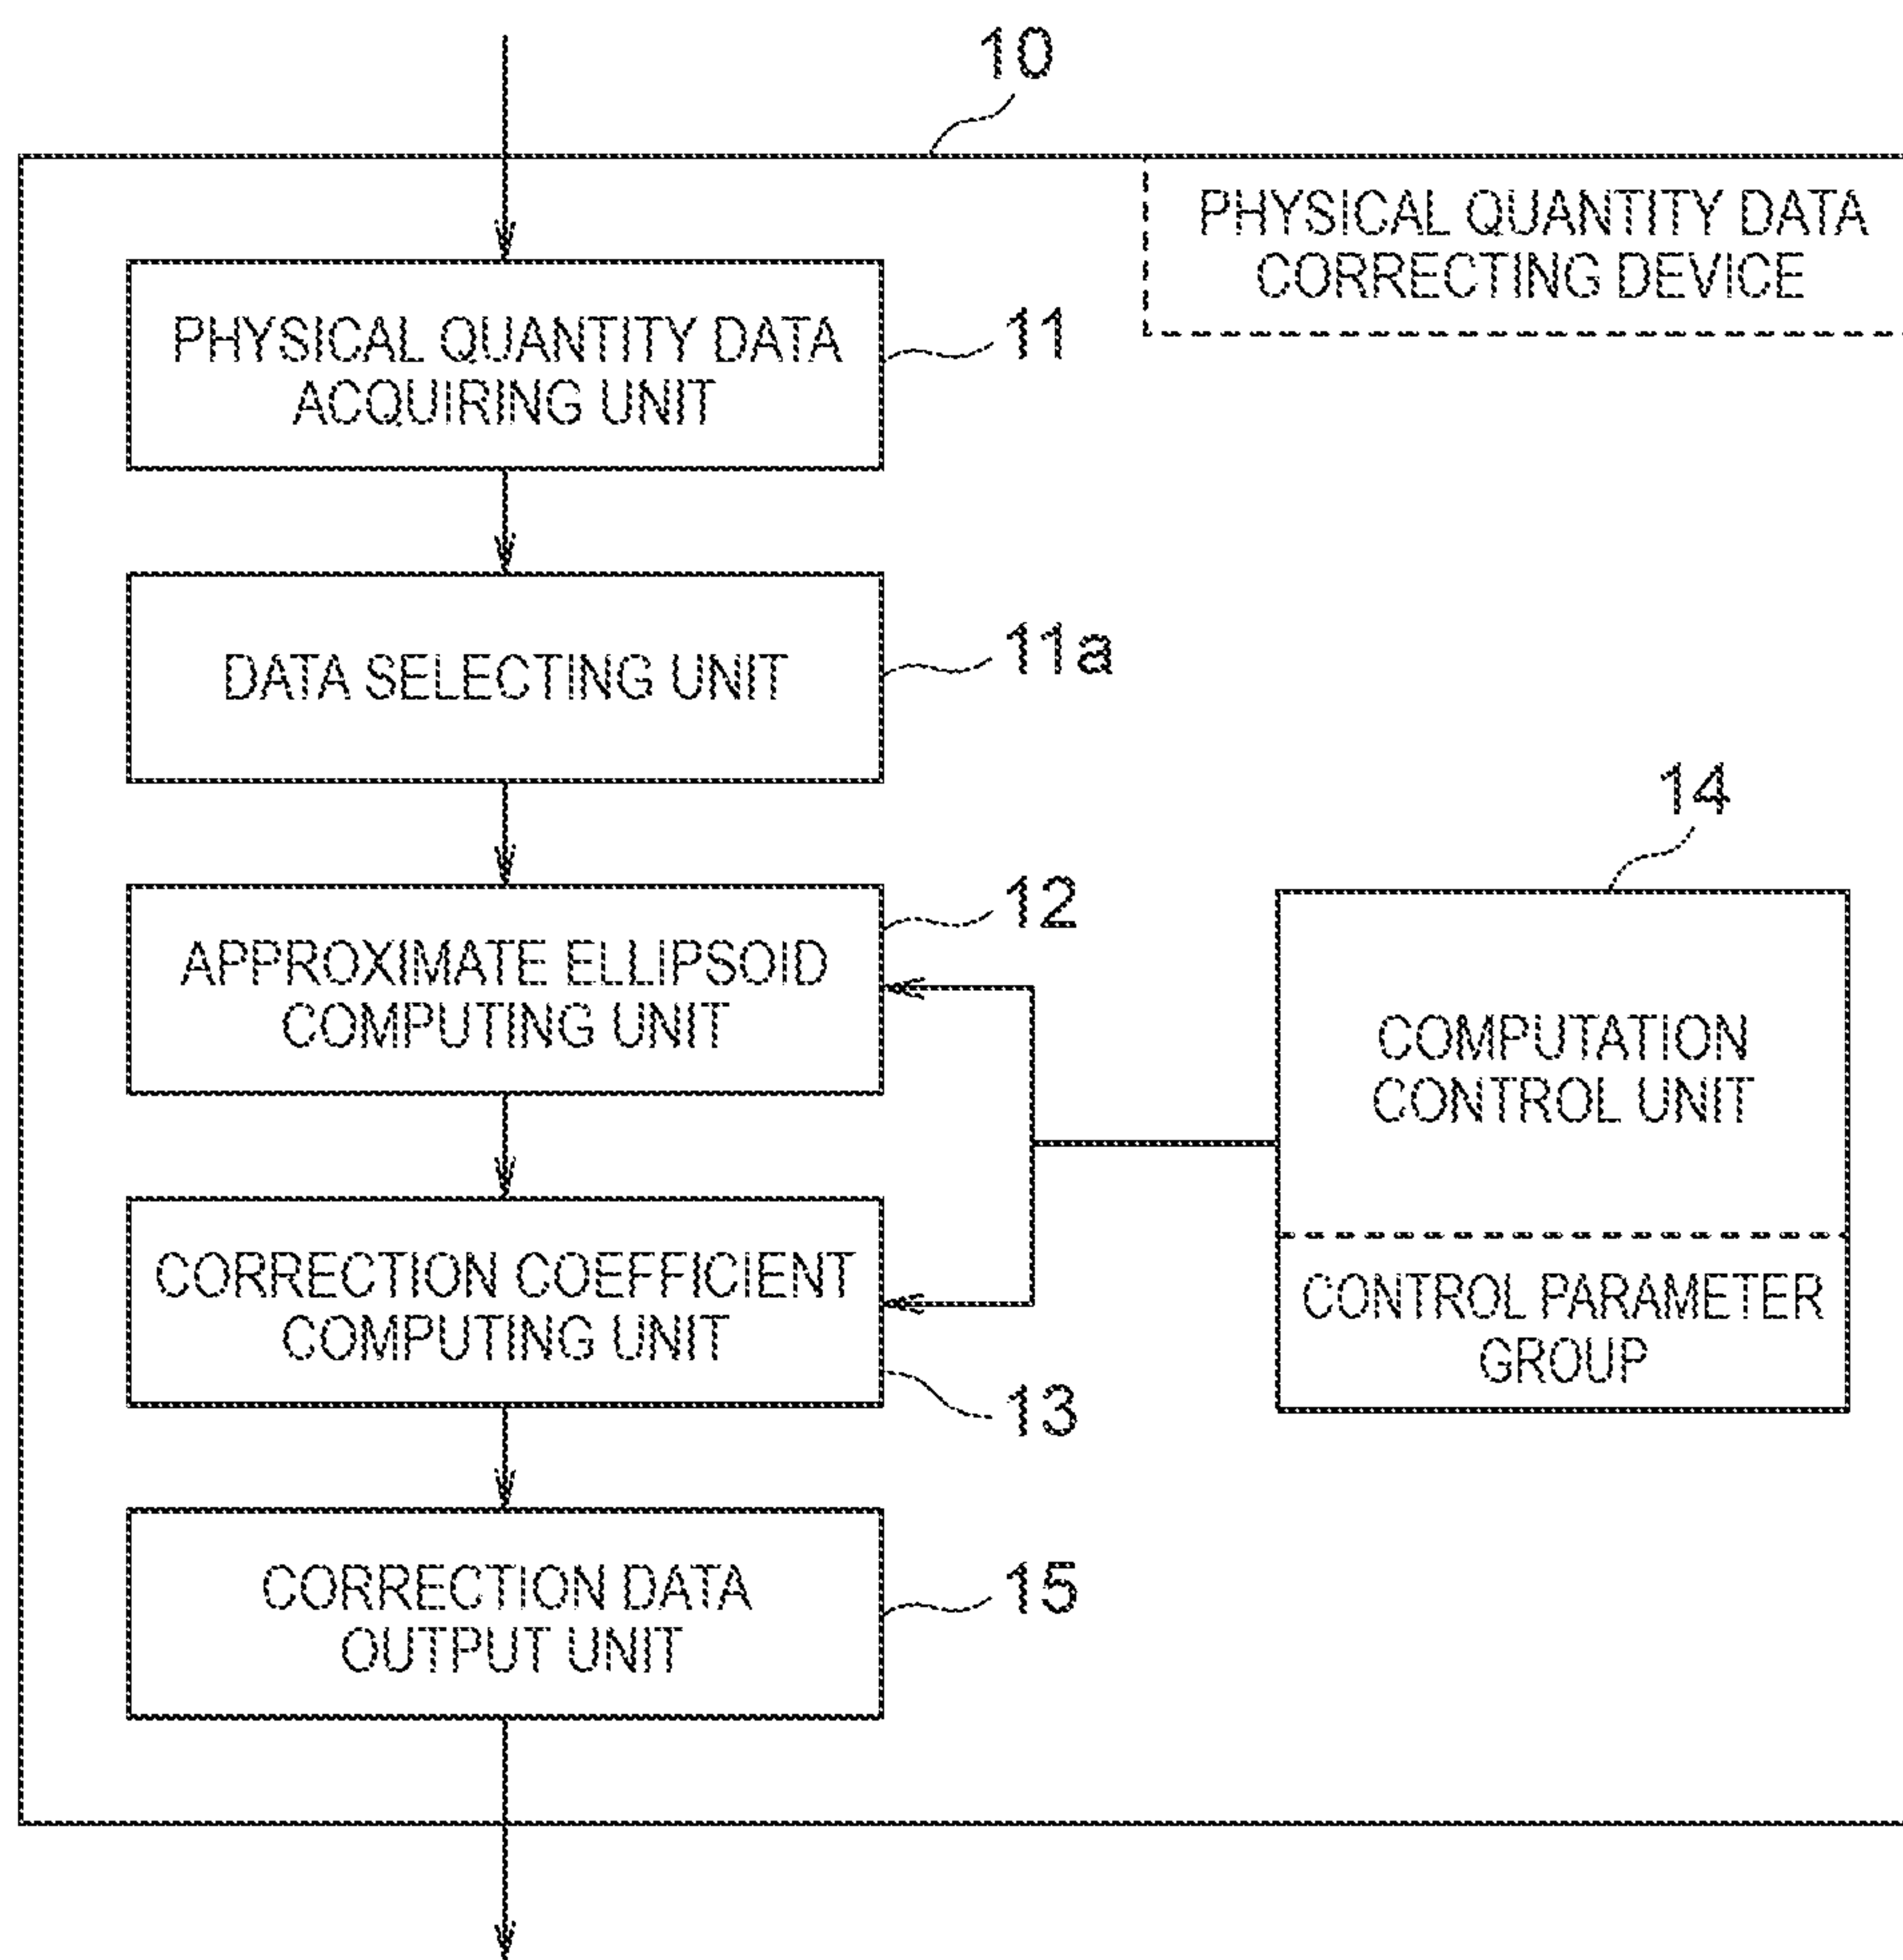 10
PHYSICAL QUANTITY DATA
CORRECTING DEVICE
PHYSICAL QUANTITY DATA
ACQUIRING UNIT
11
DATA SELECTING UNIT
11a
14
APPROXIMATE ELLIPSOID
COMPUTING UNIT
12
COMPUTATION
CONTROL UNIT
CORRECTION COEFFICIENT
COMPUTING UNIT
13
CONTROL PARAMETER
GROUP
CORRECTION DATA
OUTPUT UNIT
15